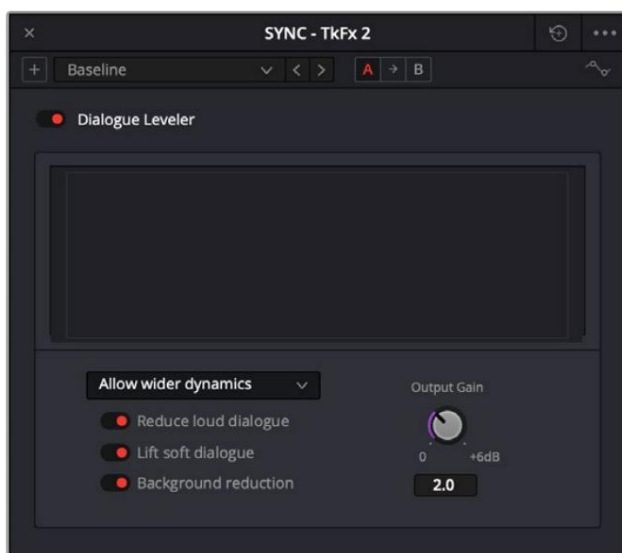 SYNC - TkFx 2
Baseline A B
Dialogue Leveler
Allow wider dynamics
Output Gain
Reduce loud dialogue
Lift soft dialogue
0 +6dB
Background reduction
2.0